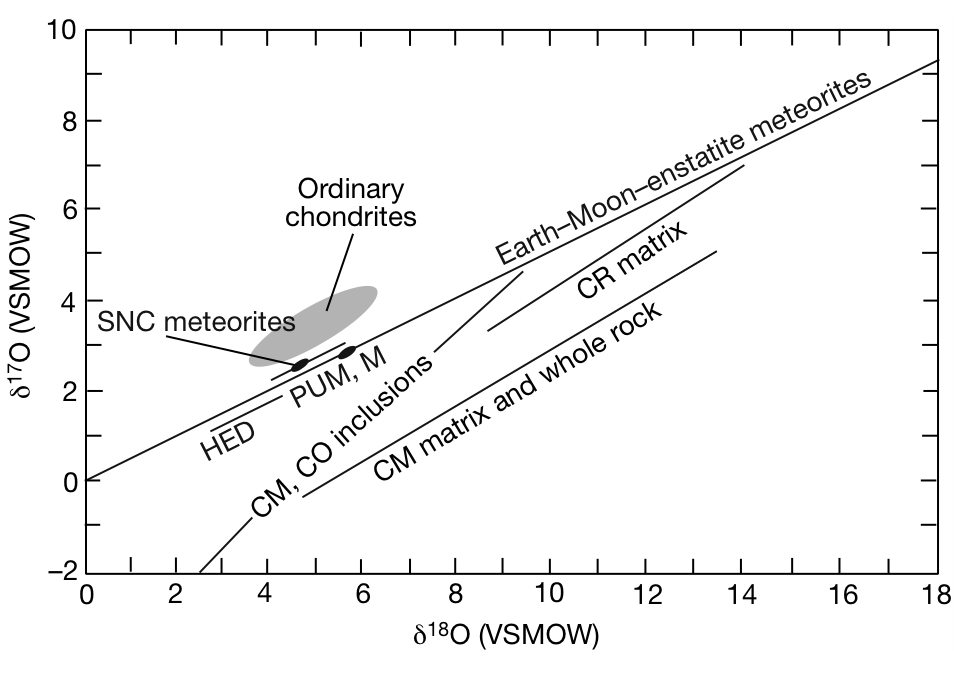 10
8
6
4
2
0
−2
δ17O (VSMOW)
Ordinary
chondrites
SNC meteorites
Earth–Moon–enstatite meteorites
CR matrix
PUM, M
HED
CM, CO inclusions
CM matrix and whole rock
0 2 4 6 8 10 12 14 16 18
δ18O (VSMOW)